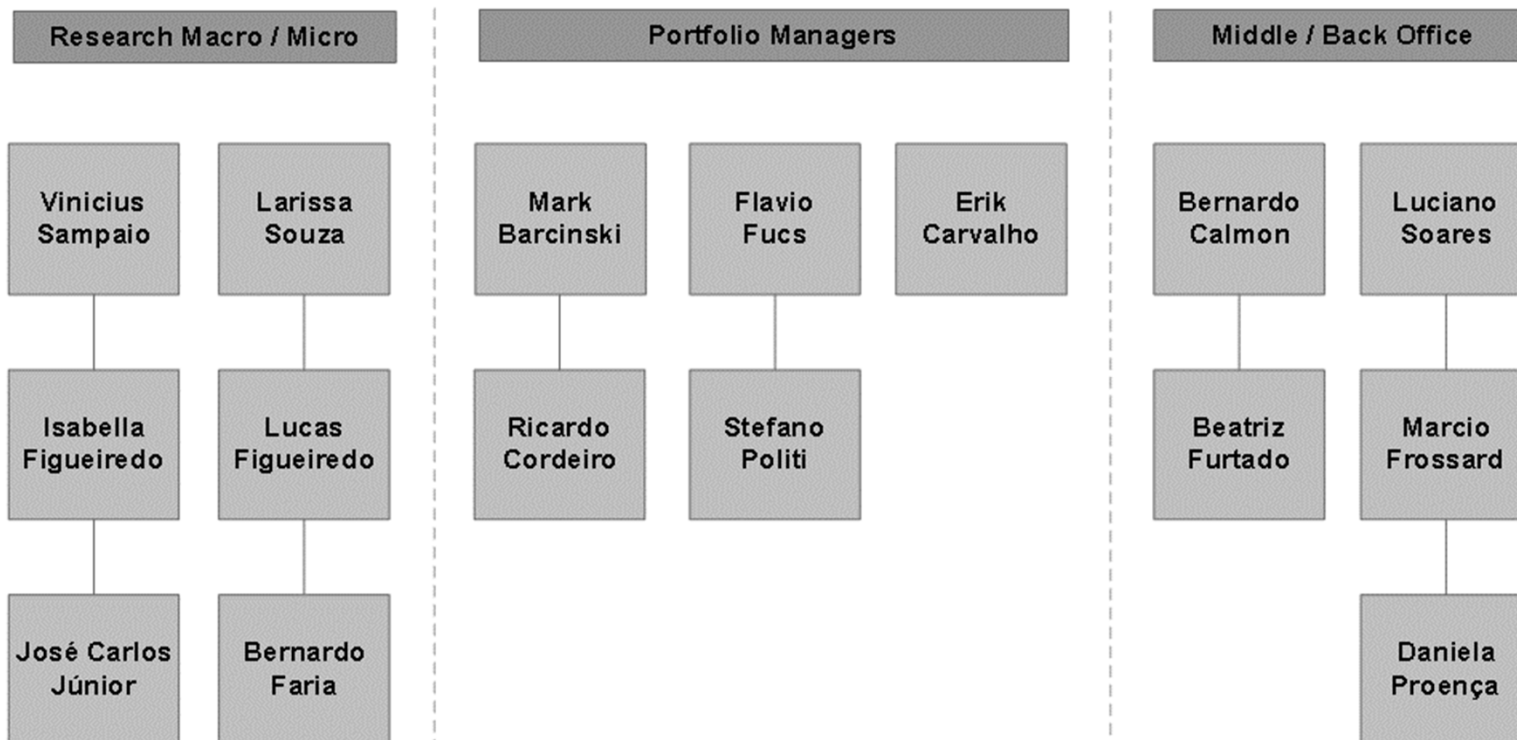 Research Macro / Micro
Portfolio Managers
Middle / Back Office
Vinicius
Sampaio
Larissa
Souza
Mark
Barcinski
Flavio
Fucs
Erik
Carvalho
Bernardo
Calmon
Luciano
Soares
Isabella
Figueiredo
Lucas
Figueiredo
Ricardo
Cordeiro
Stefano
Politi
Beatriz
Furtado
Marcio
Frossard
José Carlos
Júnior
Bernardo
Faria
Daniela
Proença